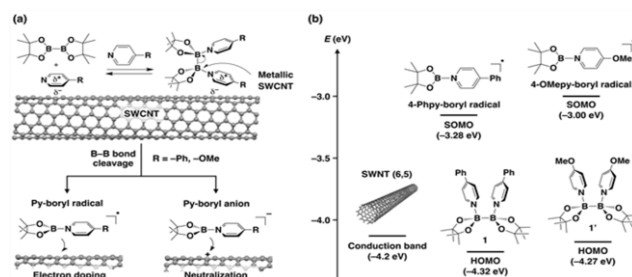 (a)
R
N
R
N
R
+
N
R
δ+
δ−
δ+
δ−
Metallic
SWCNT
SWCNT
B–B bond
cleavage
R = –Ph, –OMe
Py-boryl radical
Py-boryl anion
B–N
R
B–N
R
Electron doping
Neutralization
(b)
E (eV)
−3.0
−3.5
−4.0
B–N
Ph
4-Phpy-boryl radical
SOMO
(−3.28 eV)
B–N
OMe
4-OMepy-boryl radical
SOMO
(−3.00 eV)
SWNT (6,5)
Conduction band
(−4.2 eV)
Ph
Ph
1
HOMO
(−4.32 eV)
MeO
OMe
1'
HOMO
(−4.27 eV)